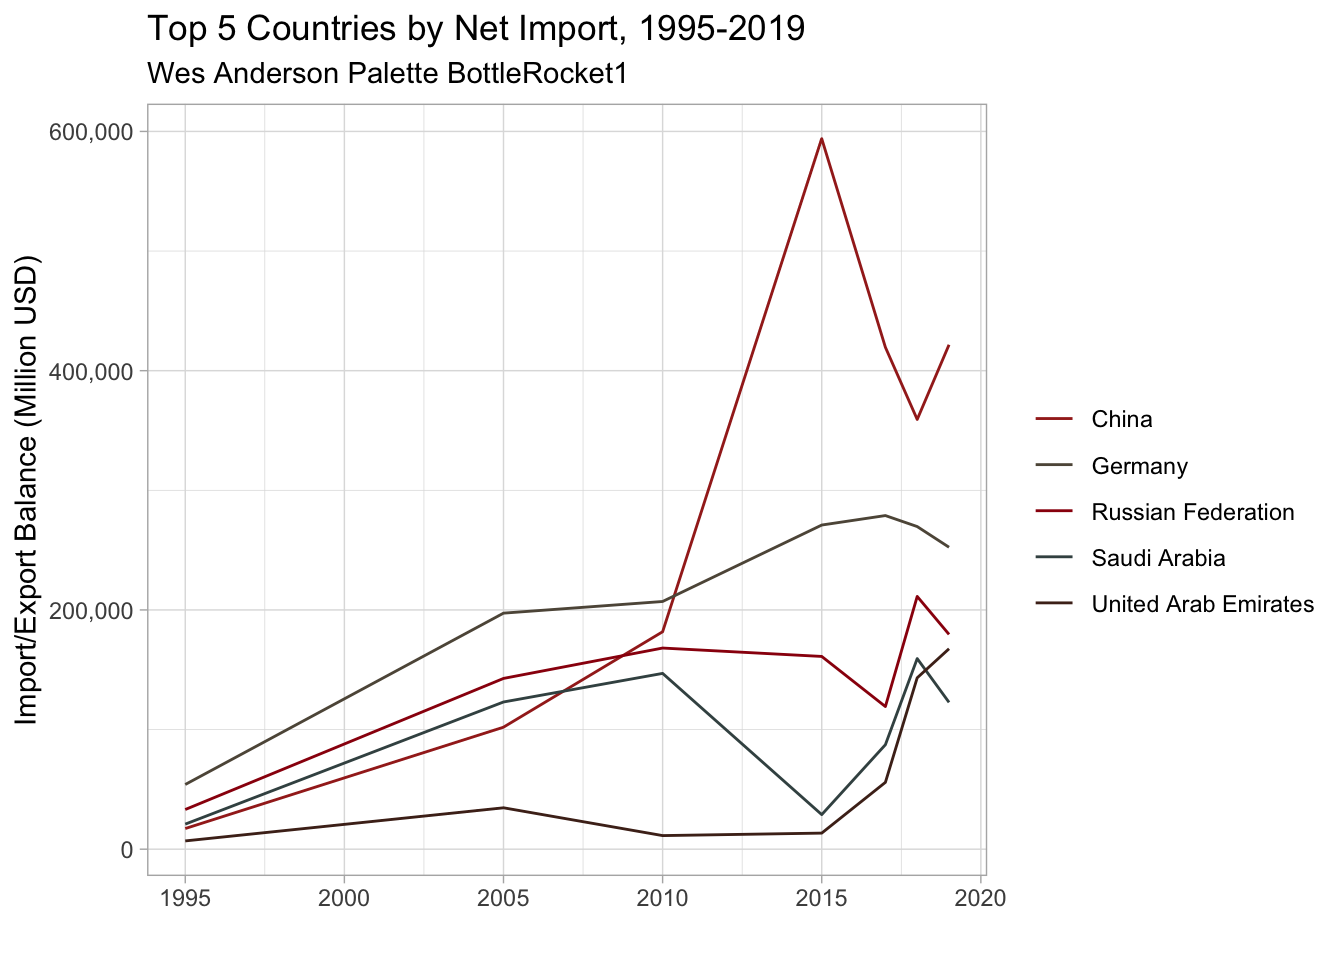 Top 5 Countries by Net Import, 1995-2019
Wes Anderson Palette BottleRocket1
Import/Export Balance (Million USD)
600,000
400,000
200,000
0
1995
2000
2005
2010
2015
2020
China
Germany
Russian Federation
Saudi Arabia
United Arab Emirates